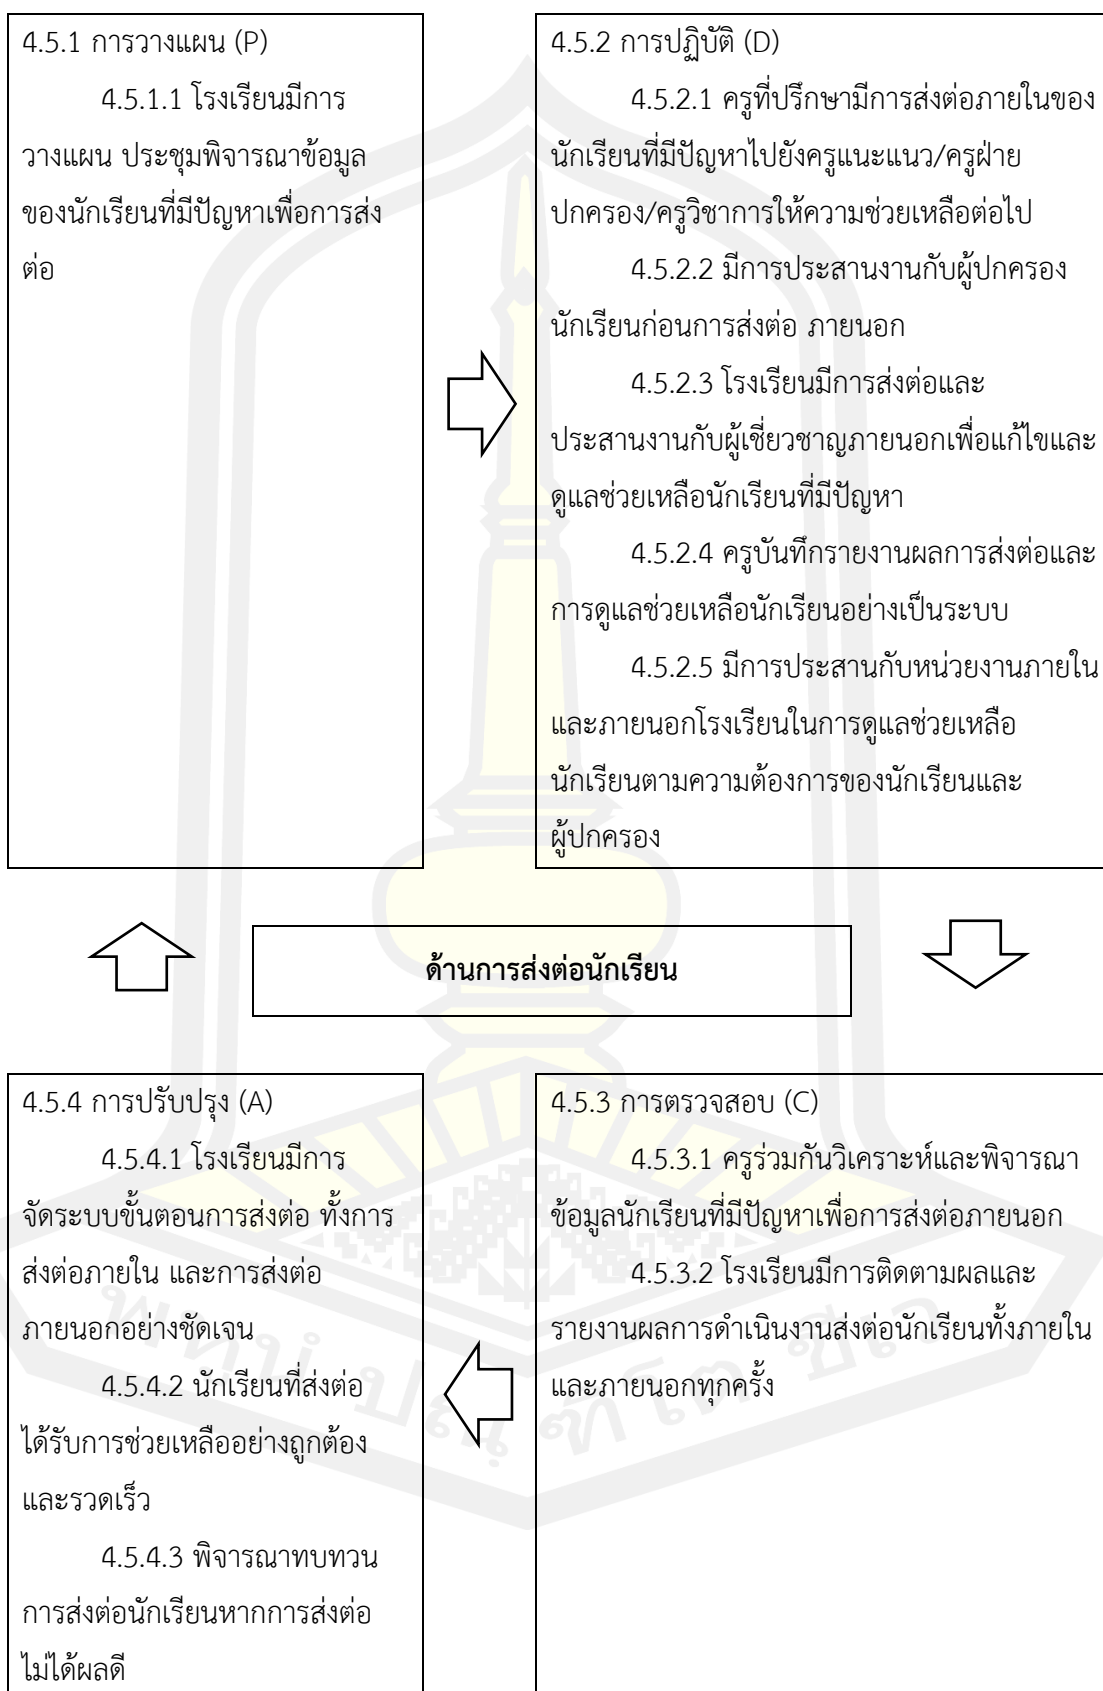 4.5.1 การวางแผน (P)
4.5.1.1 โรงเรียนมีการ
วางแผน ประชุมพิจารณาข้อมูล
ของนักเรียนที่มีปัญหาเพื่อการส่ง
ต่อ
4.5.2 การปฏิบัติ (D)
4.5.2.1 ครูที่ปรึกษามีการส่งต่อภายในของ
นักเรียนที่มีปัญหาไปยังครูแนะแนว/ครูฝ่าย
ปกครอง/ครูวิชาการให้ความช่วยเหลือต่อไป
4.5.2.2 มีการประสานงานกับผู้ปกครอง
นักเรียนก่อนการส่งต่อ ภายนอก
4.5.2.3 โรงเรียนมีการส่งต่อและ
ประสานงานกับผู้เชี่ยวชาญภายนอกเพื่อแก้ไขและ
ดูแลช่วยเหลือนักเรียนที่มีปัญหา
4.5.2.4 ครูบันทึกรายงานผลการส่งต่อและ
การดูแลช่วยเหลือนักเรียนอย่างเป็นระบบ
4.5.2.5 มีการประสานกับหน่วยงานภายใน
และภายนอกโรงเรียนในการดูแลช่วยเหลือ
นักเรียนตามความต้องการของนักเรียนและ
ผู้ปกครอง
ด้านการส่งต่อนักเรียน
4.5.4 การปรับปรุง (A)
4.5.4.1 โรงเรียนมีการ
จัดระบบขั้นตอนการส่งต่อ ทั้งการ
ส่งต่อภายใน และการส่งต่อ
ภายนอกอย่างชัดเจน
4.5.4.2 นักเรียนที่ส่งต่อ
ได้รับการช่วยเหลืออย่างถูกต้อง
และรวดเร็ว
4.5.4.3 พิจารณาทบทวน
การส่งต่อนักเรียนหากการส่งต่อ
ไม่ได้ผลดี
4.5.3 การตรวจสอบ (C)
4.5.3.1 ครูร่วมกันวิเคราะห์และพิจารณา
ข้อมูลนักเรียนที่มีปัญหาเพื่อการส่งต่อภายนอก
4.5.3.2 โรงเรียนมีการติดตามผลและ
รายงานผลการดำเนินงานส่งต่อนักเรียนทั้งภายใน
และภายนอกทุกครั้ง
พหูนํ ปณฺฑิโต ชีเว